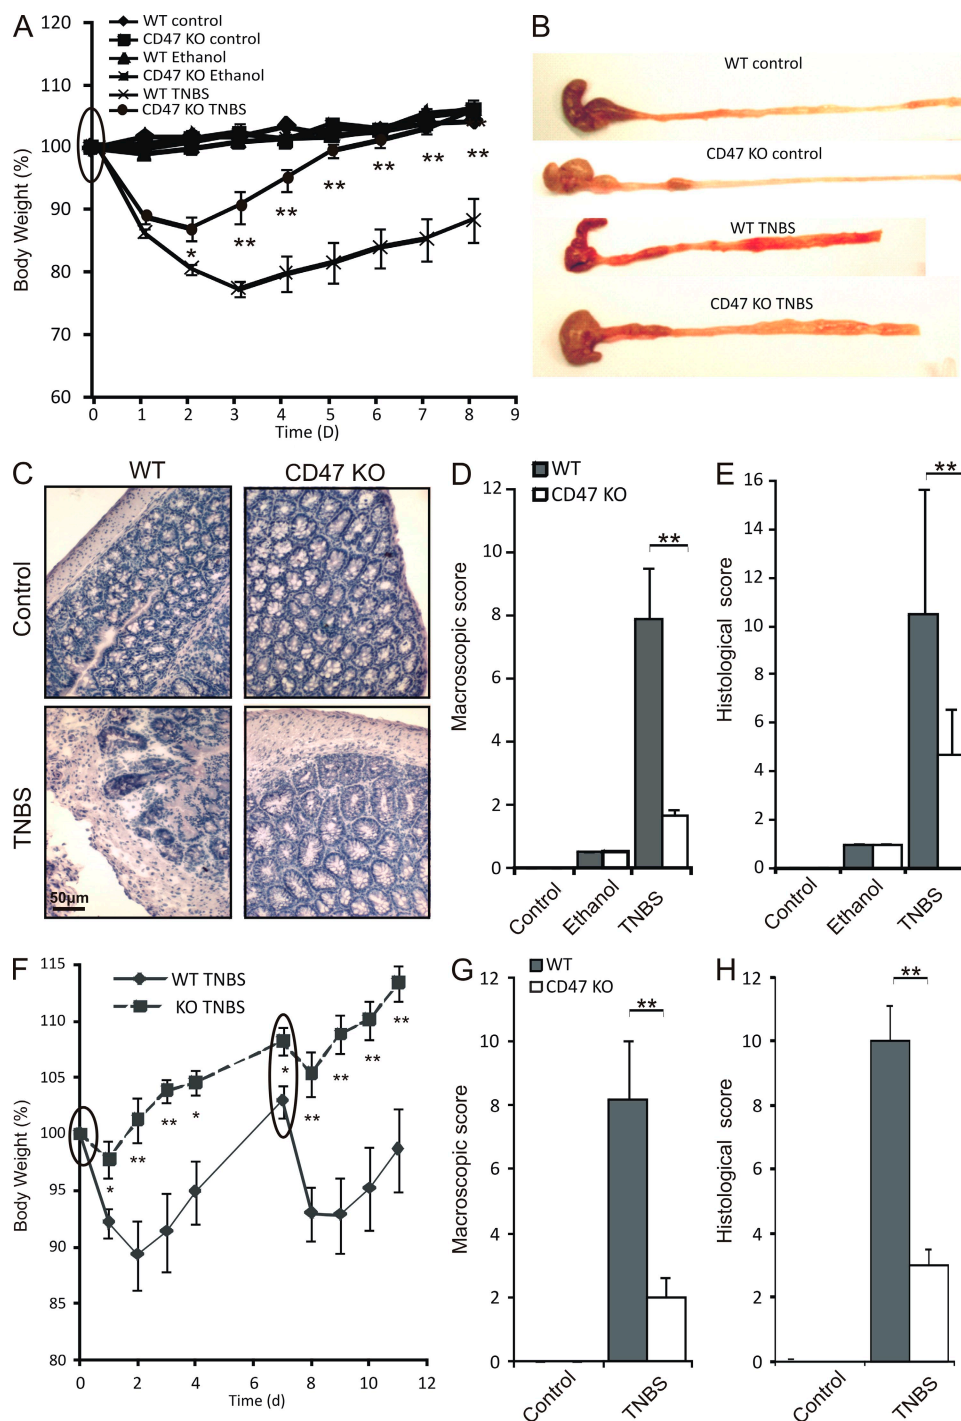 A
WT control
CD47 KO control
WT Ethanol
CD47 KO Ethanol
WT TNBS
CD47 KO TNBS
Body Weight (%)
120
110
100
90
80
70
60
*
**
**
**
**
**
**
0 1 2 3 4 5 6 7 8 9
Time (D)
B
WT control
CD47 KO control
WT TNBS
CD47 KO TNBS
C
WT
CD47 KO
Control
TNBS
50μm
D
WT
CD47 KO
Macroscopic score
12
10
8
6
4
2
0
**
Control
Ethanol
TNBS
E
Histological score
16
14
12
10
8
6
4
2
0
**
Control
Ethanol
TNBS
F
WT TNBS
KO TNBS
Body Weight (%)
115
110
105
100
95
90
85
80
*
**
**
*
*
**
**
**
**
0 2 4 6 8 10 12
Time (d)
G
WT
CD47 KO
Macroscopic score
12
10
8
6
4
2
0
**
Control
TNBS
H
Histological score
12
10
8
6
4
2
0
**
Control
TNBS